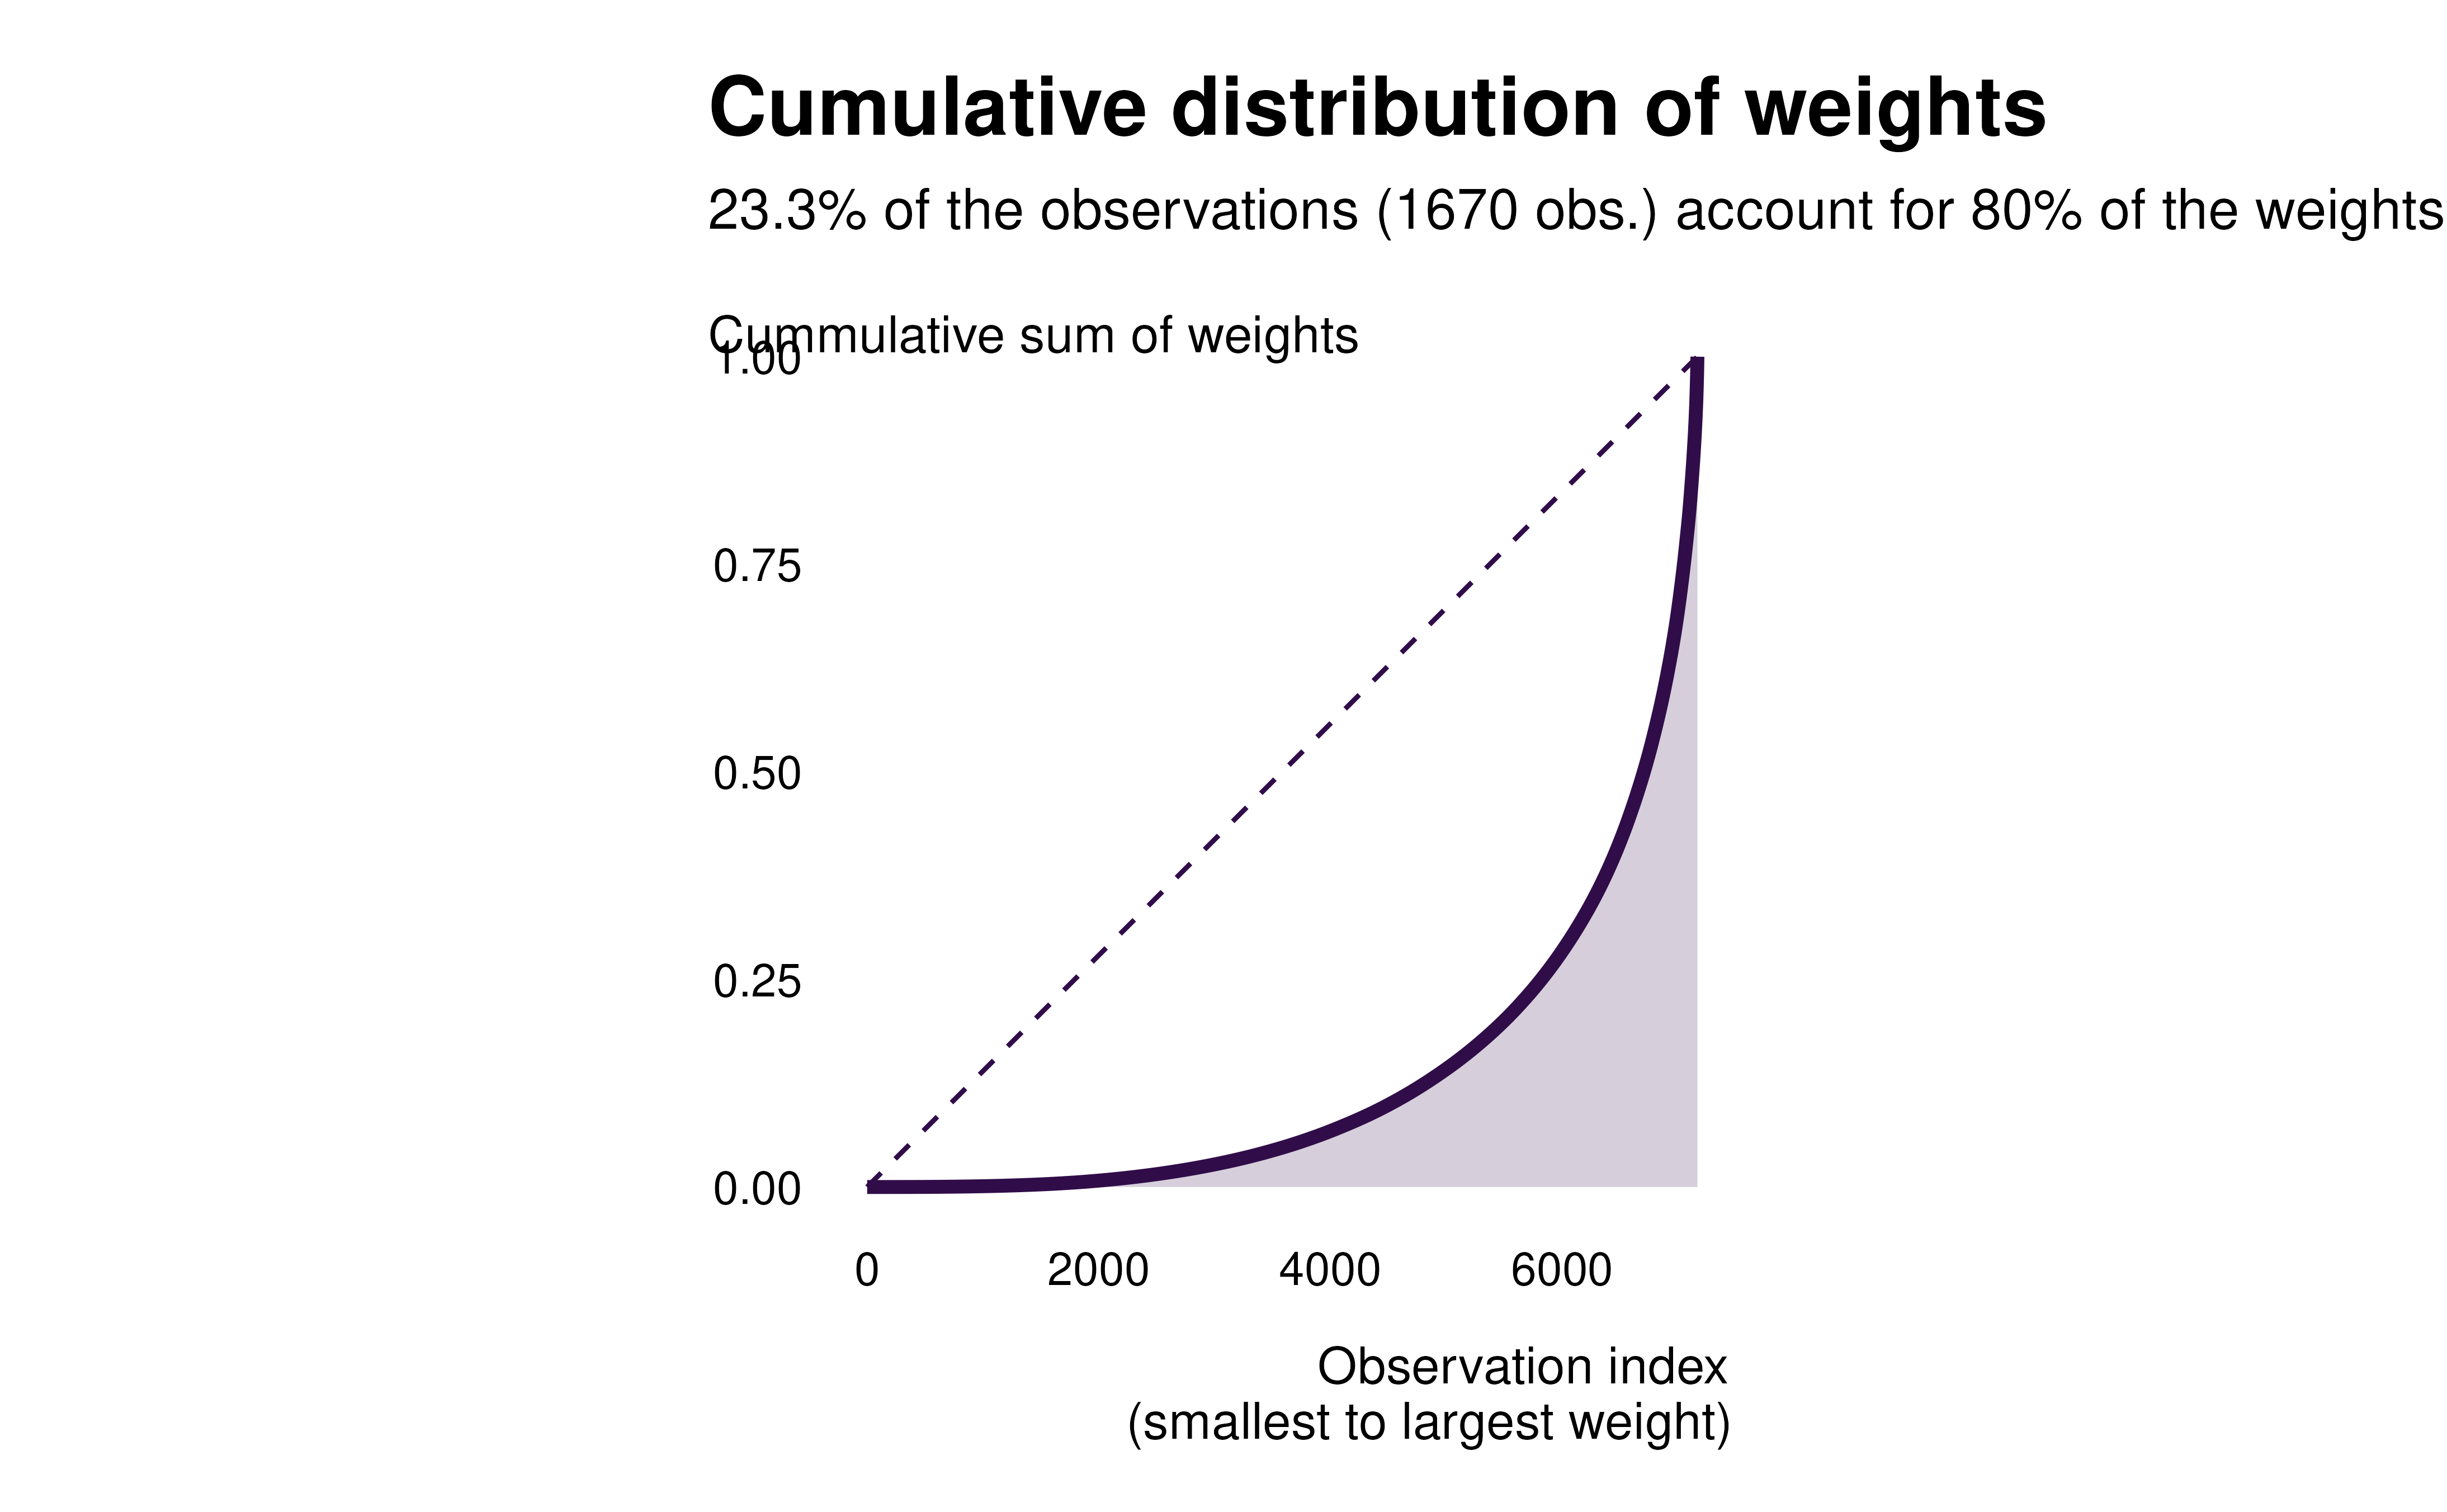 Cumulative distribution of weights
23.3% of the observations (1670 obs.) account for 80% of the weights
Cummulative sum of weights
1.00
0.75
0.50
0.25
0.00
0 2000 4000 6000
Observation index
(smallest to largest weight)